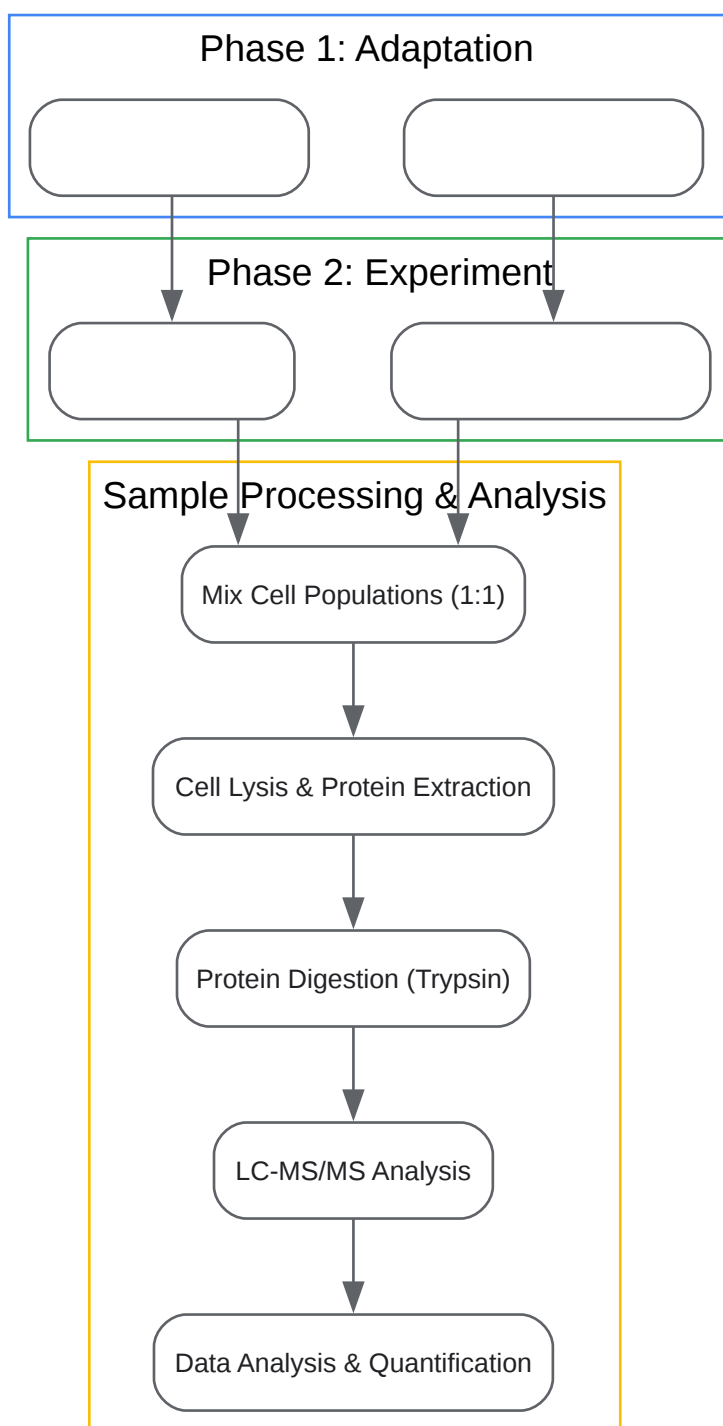 Phase 1: Adaptation
Phase 2: Experiment
Sample Processing & Analysis
Mix Cell Populations (1:1)
Cell Lysis & Protein Extraction
Protein Digestion (Trypsin)
LC-MS/MS Analysis
Data Analysis & Quantification